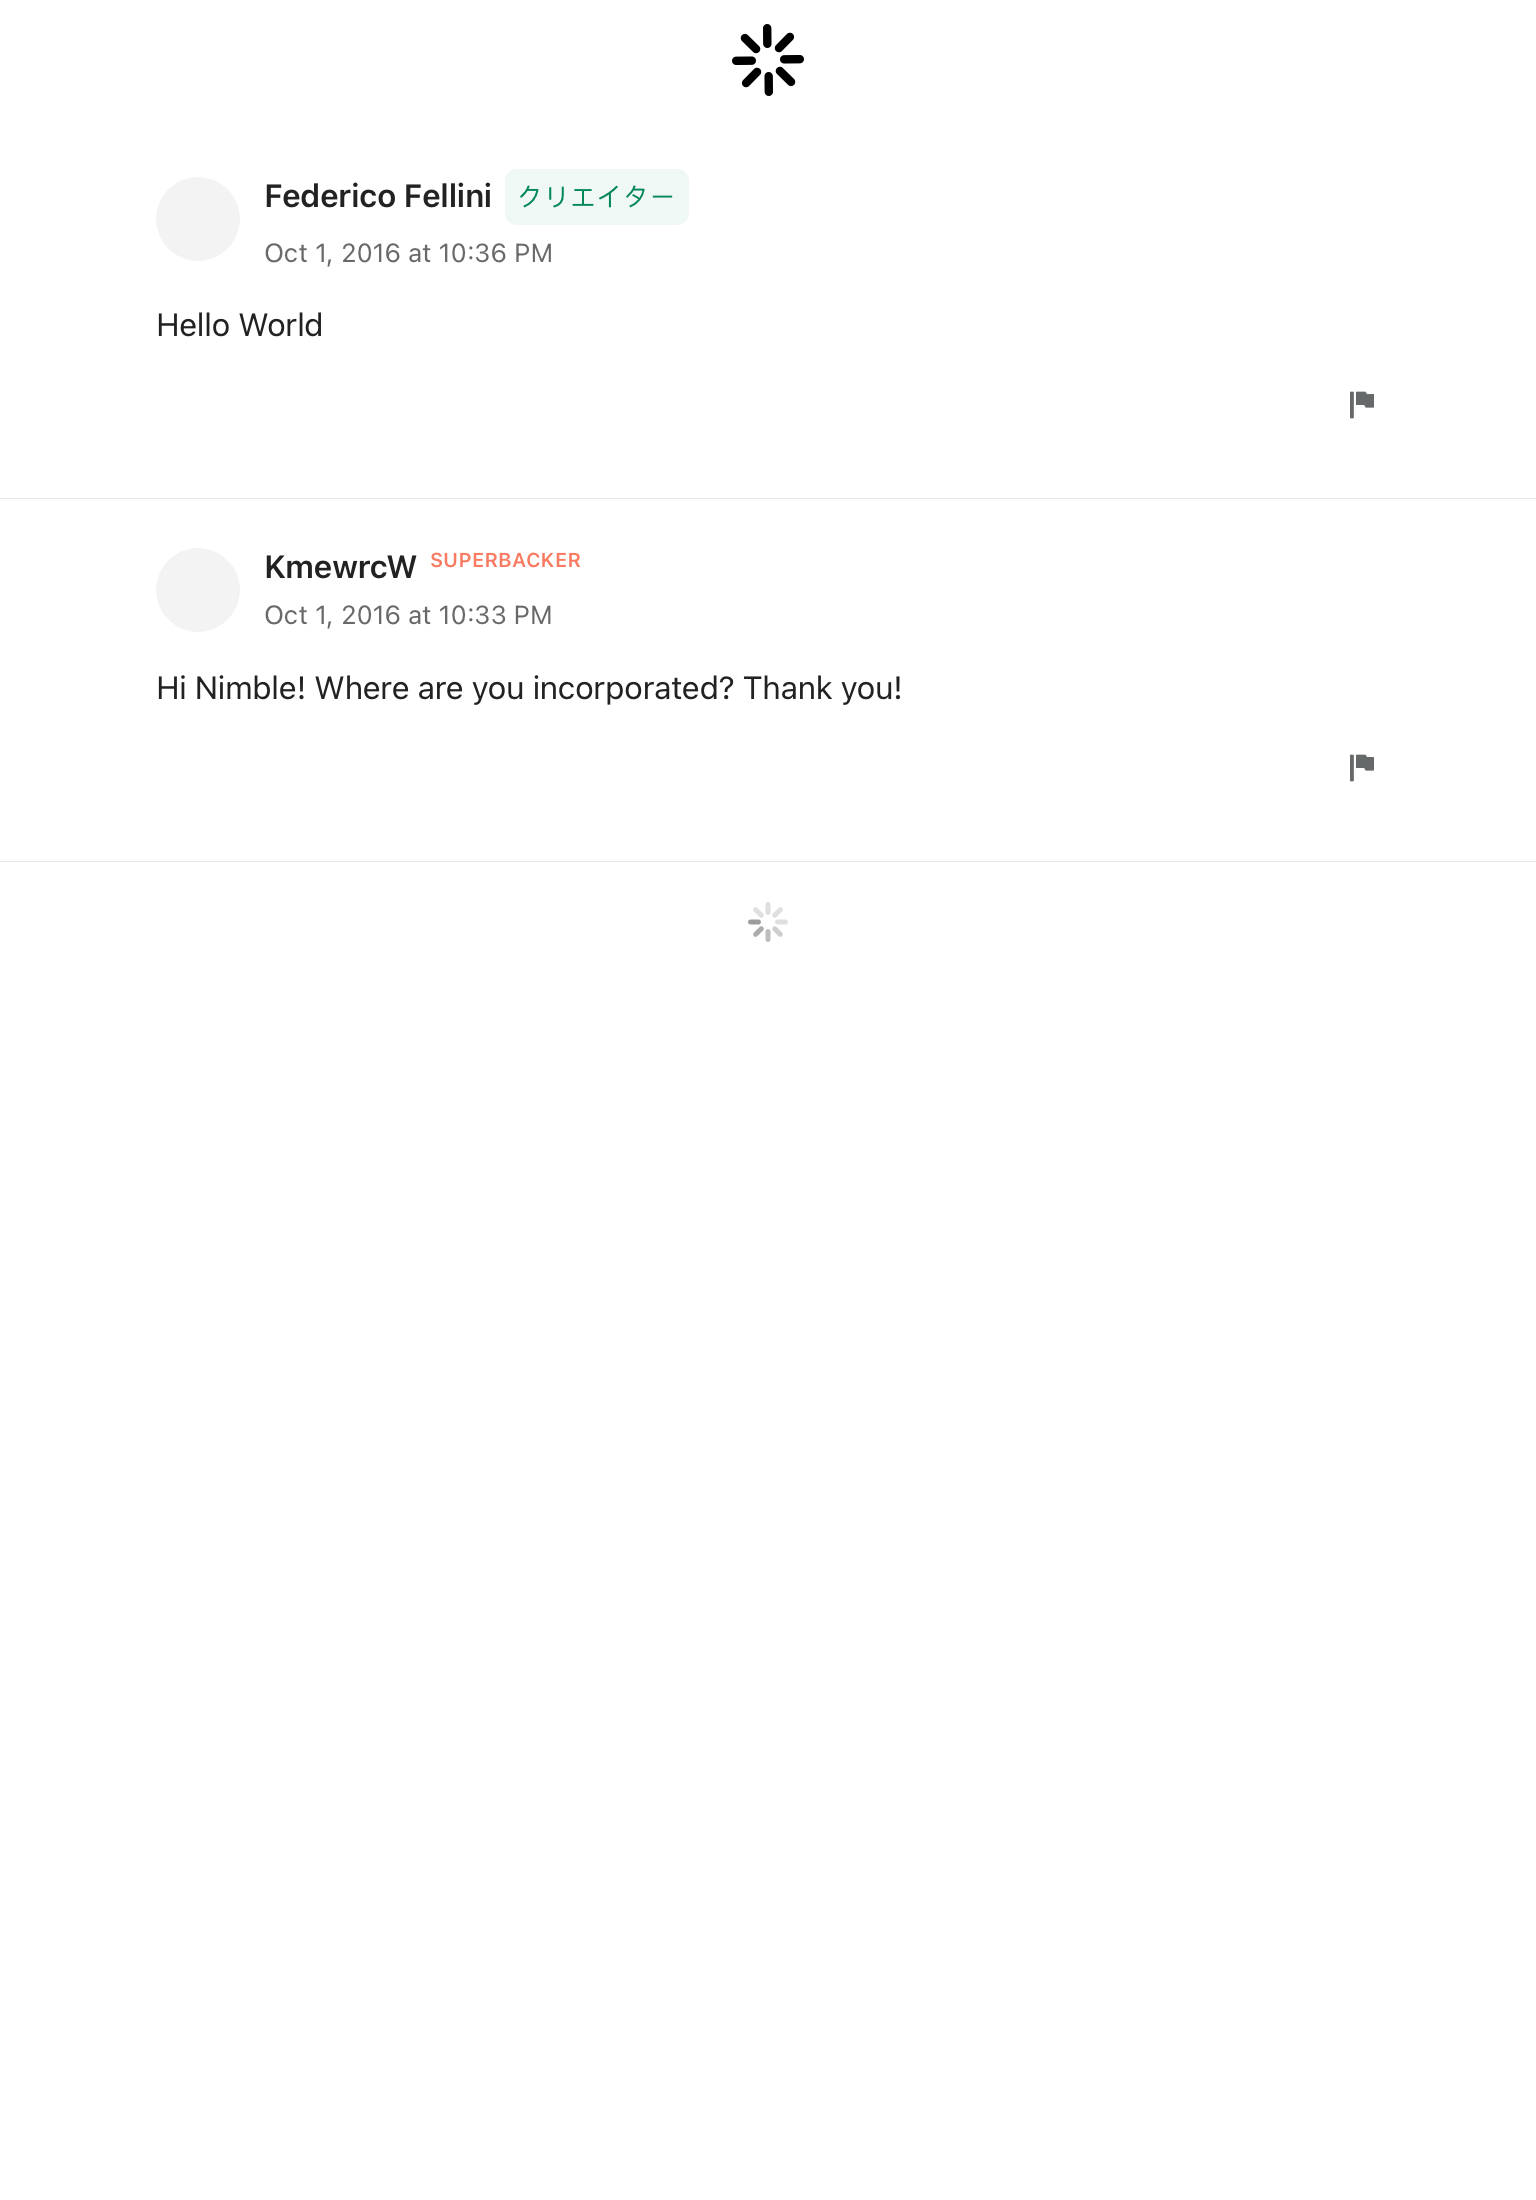 Federico Fellini クリエイター
Oct 1, 2016 at 10:36 PM
Hello World
KmewrcW SUPERBACKER
Oct 1, 2016 at 10:33 PM
Hi Nimble! Where are you incorporated? Thank you!